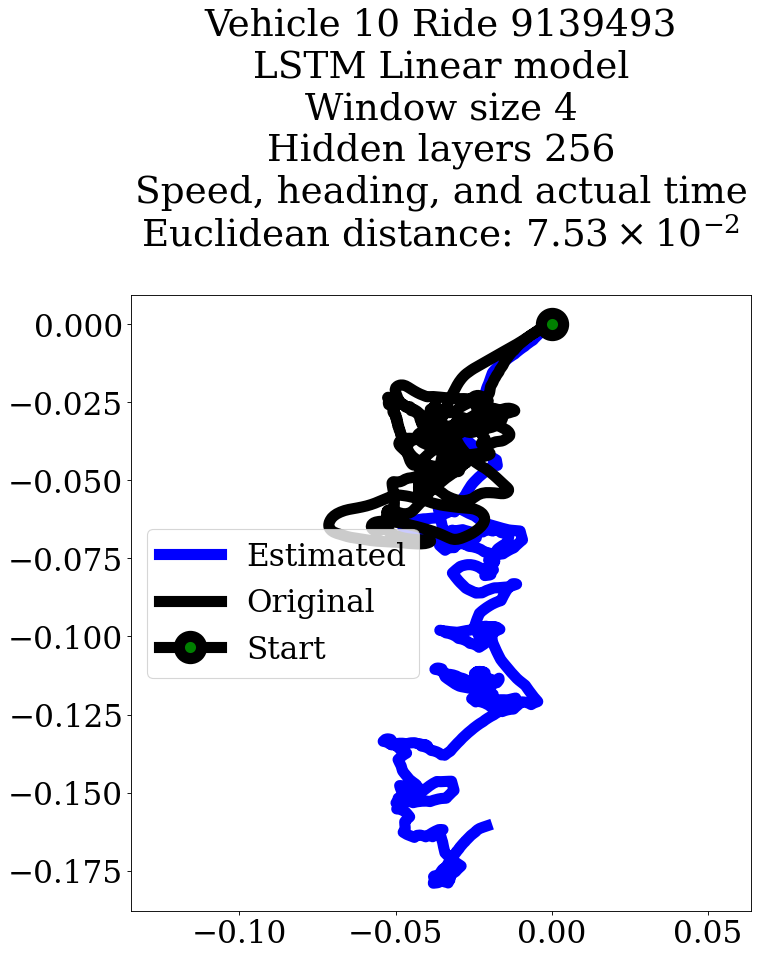 Vehicle 10 Ride 9139493
LSTM Linear model
Window size 4
Hidden layers 256
Speed, heading, and actual time
Euclidean distance: 7.53 × 10⁻²
0.000
−0.025
−0.050
−0.075
−0.100
−0.125
−0.150
−0.175
Estimated
Original
Start
−0.10 −0.05 0.00 0.05